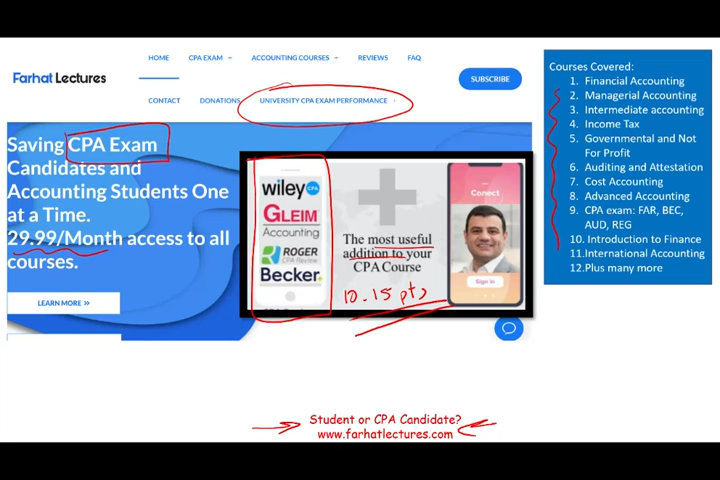 HOME
CPA EXAM
ACCOUNTING COURSES
REVIEWS
FAQ
Farhat Lectures
SUBSCRIBE
CONTACT
DONATIONS
UNIVERSITY CPA EXAM PERFORMANCE
Saving CPA Exam
Candidates and
Accounting Students One
at a Time.
29.99/Month access to all
courses.
LEARN MORE »
wiley CPA
GLEIM
Accounting
ROGER
CPA Review
Becker
The most useful
addition to your
CPA Course
10-15 pts
Conect
Sign in
Courses Covered:
1. Financial Accounting
2. Managerial Accounting
3. Intermediate accounting
4. Income Tax
5. Governmental and Not
For Profit
6. Auditing and Attestation
7. Cost Accounting
8. Advanced Accounting
9. CPA exam: FAR, BEC,
AUD, REG
10. Introduction to Finance
11.International Accounting
12.Plus many more
Student or CPA Candidate?
www.farhatlectures.com